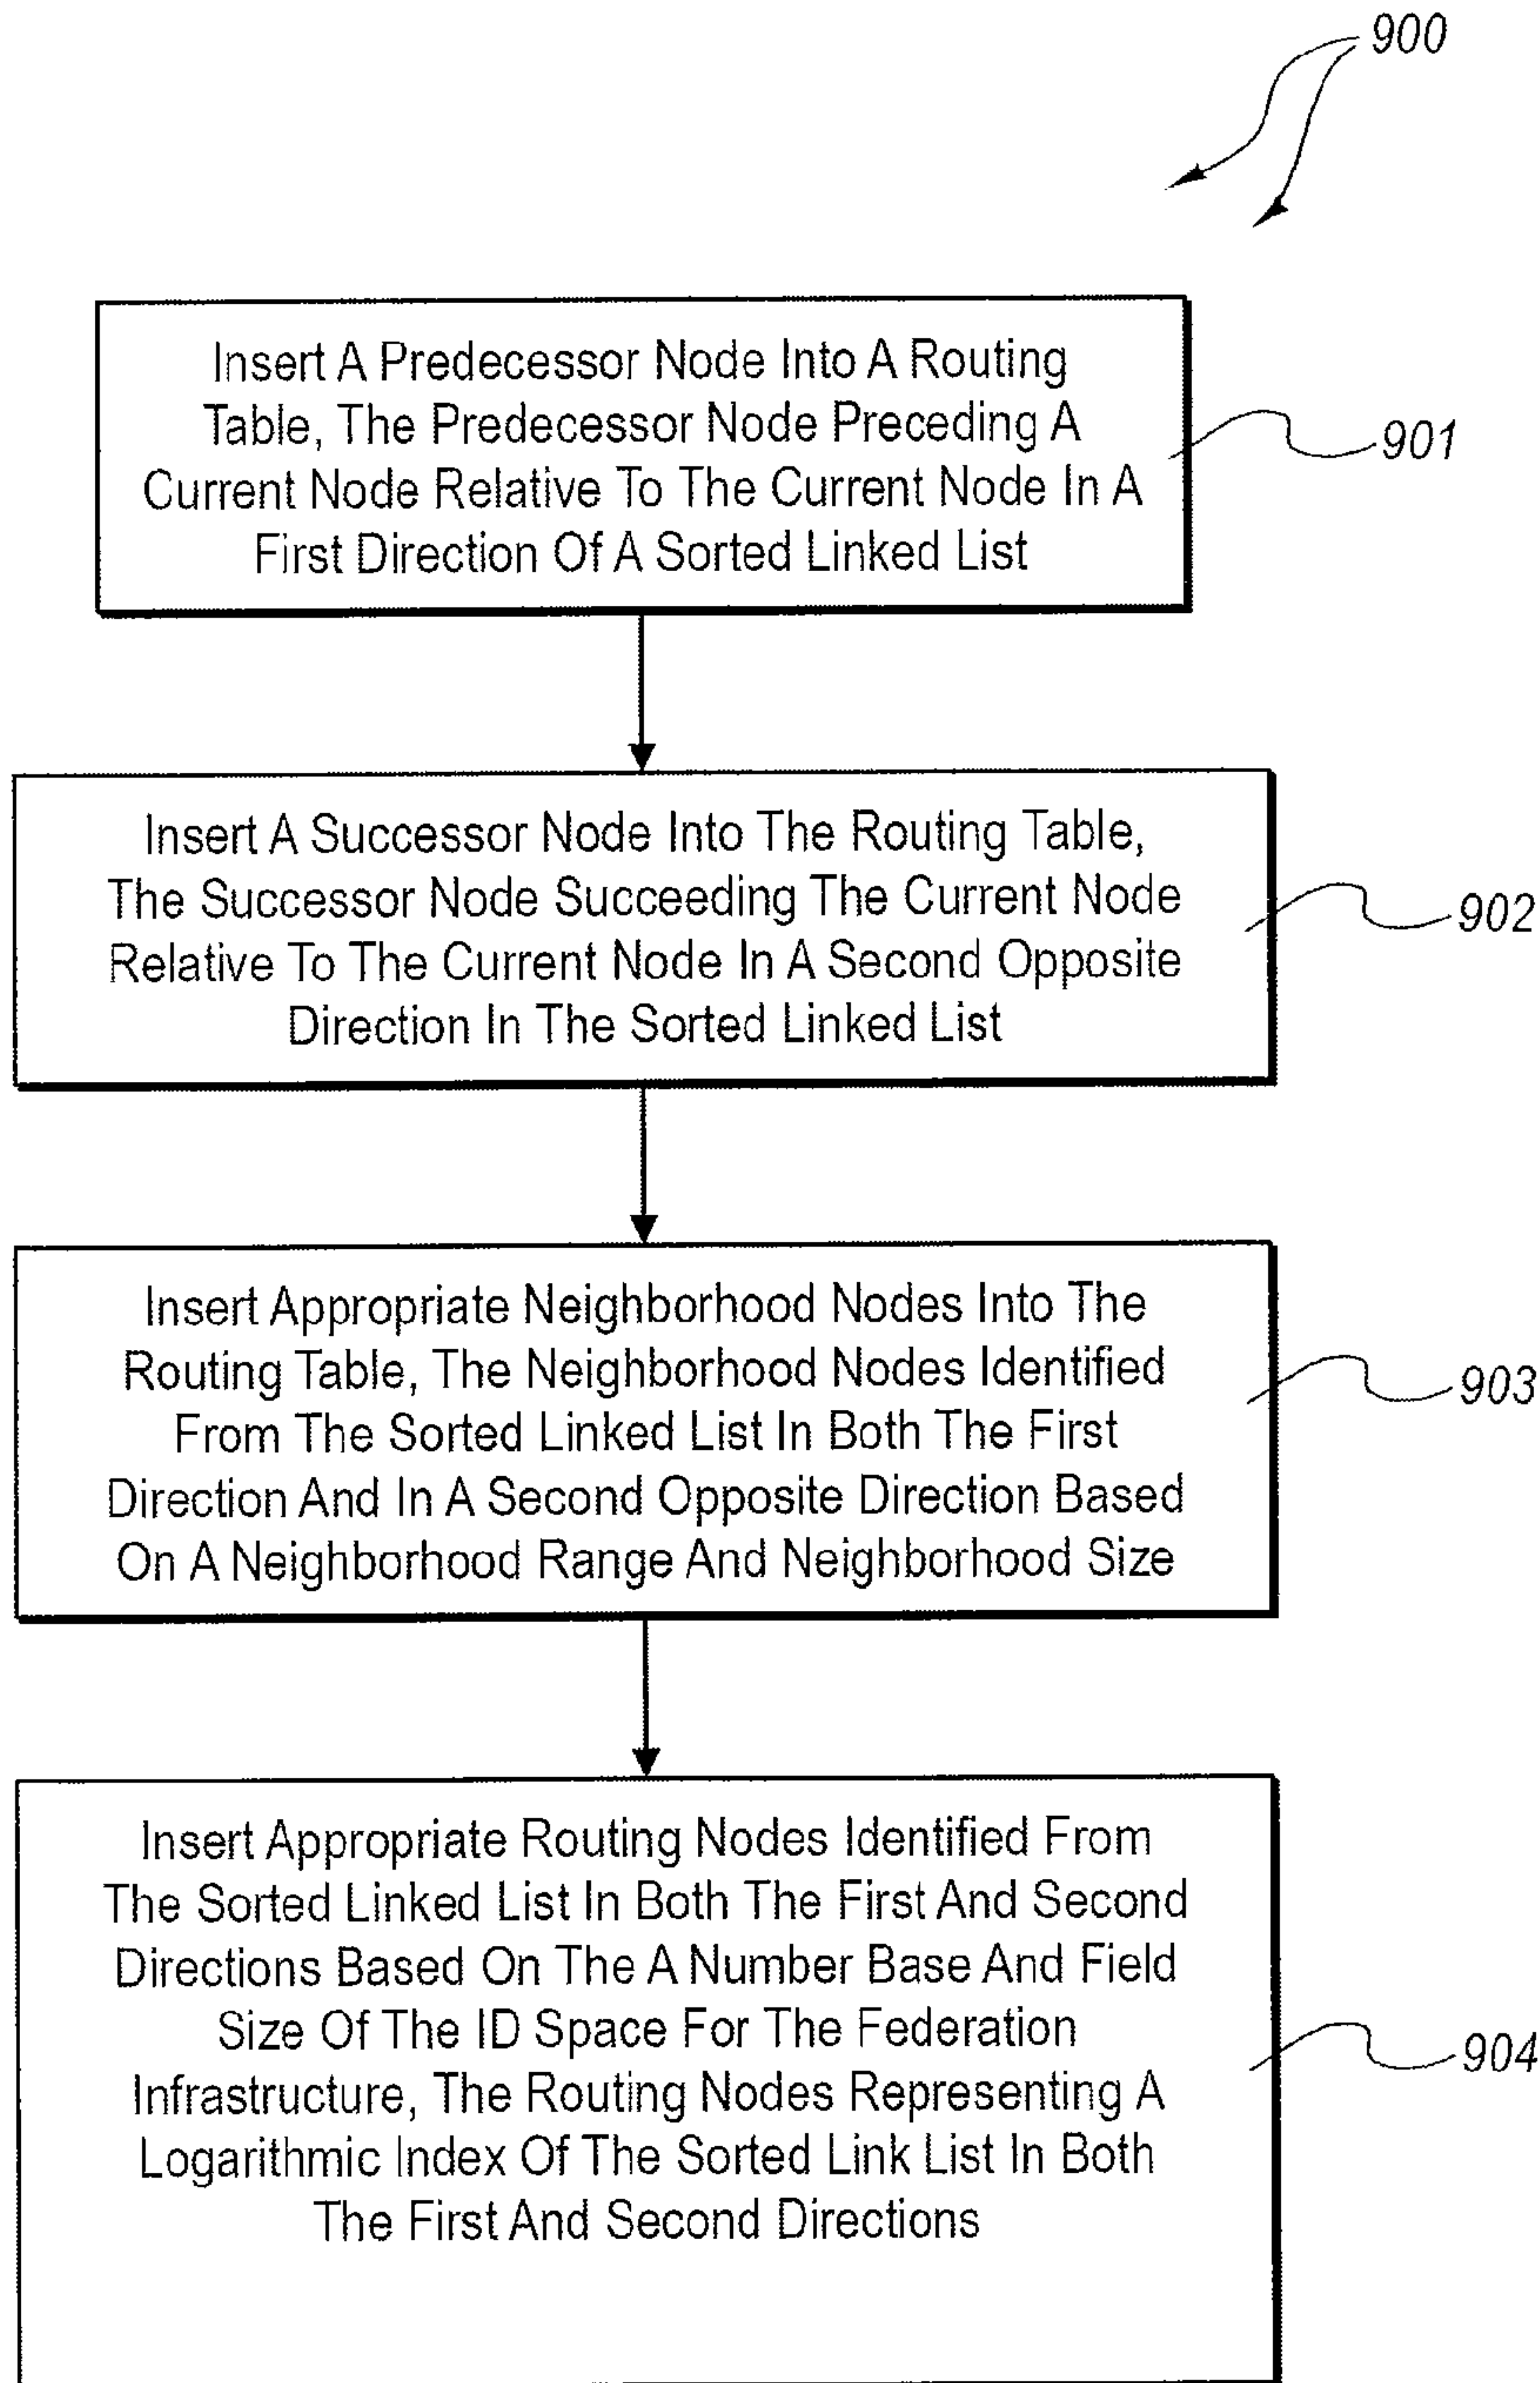 900
Insert A Predecessor Node Into A Routing
Table, The Predecessor Node Preceding A
Current Node Relative To The Current Node In A
First Direction Of A Sorted Linked List
901
Insert A Successor Node Into The Routing Table,
The Successor Node Succeeding The Current Node
Relative To The Current Node In A Second Opposite
Direction In The Sorted Linked List
902
Insert Appropriate Neighborhood Nodes Into The
Routing Table, The Neighborhood Nodes Identified
From The Sorted Linked List In Both The First
Direction And In A Second Opposite Direction Based
On A Neighborhood Range And Neighborhood Size
903
Insert Appropriate Routing Nodes Identified From
The Sorted Linked List In Both The First And Second
Directions Based On The A Number Base And Field
Size Of The ID Space For The Federation
Infrastructure, The Routing Nodes Representing A
Logarithmic Index Of The Sorted Link List In Both
The First And Second Directions
904